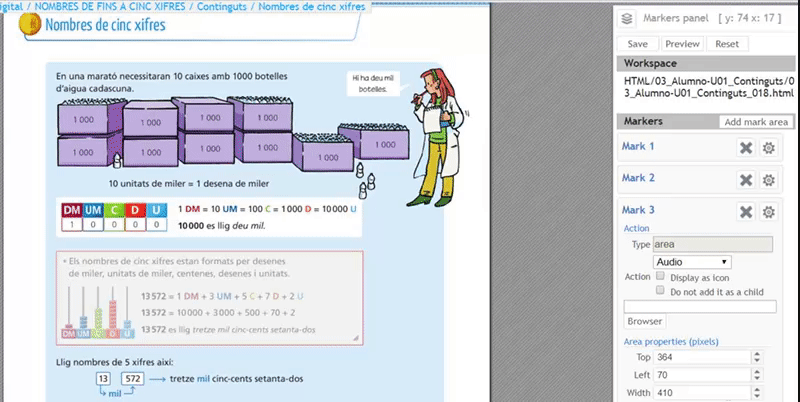 igital / NOMBRES DE FINS A CINC XIFRES / Continguts / Nombres de cinc xifres
Nombres de cinc xifres
En una marató necessitaran 10 caixes amb 1000 botelles
d'aigua cadascuna.
Hi ha deu mil
botelles.
1 000 1 000 1 000 1 000
1 000 1 000 1 000 1 000 1 000 1 000
10 unitats de miler = 1 desena de miler
DM UM C D U
1 0 0 0 0
1 DM = 10 UM = 100 C = 1 000 D = 10 000 U
10 000 es llig deu mil.
• Els nombres de cinc xifres estan formats per desenes
de miler, unitats de miler, centenes, desenes i unitats.
DM UM C D U
13 572 = 1 DM + 3 UM + 5 C + 7 D + 2 U
13 572 = 10 000 + 3 000 + 500 + 70 + 2
13 572 es llig tretze mil cinc-cents setanta-dos
Llig nombres de 5 xifres així:
13 572 tretze mil cinc-cents setanta-dos
mil
Markers panel [ y: 74 x: 17 ]
Save Preview Reset
Workspace
HTML/03_Alumno-U01_Continguts/0
3_Alumno-U01_Continguts_018.html
Markers Add mark area
Mark 1
Mark 2
Mark 3
Action
Type area
Audio
Action Display as icon
Do not add it as a child
Browser
Area properties (pixels)
Top 364
Left 70
Width 410